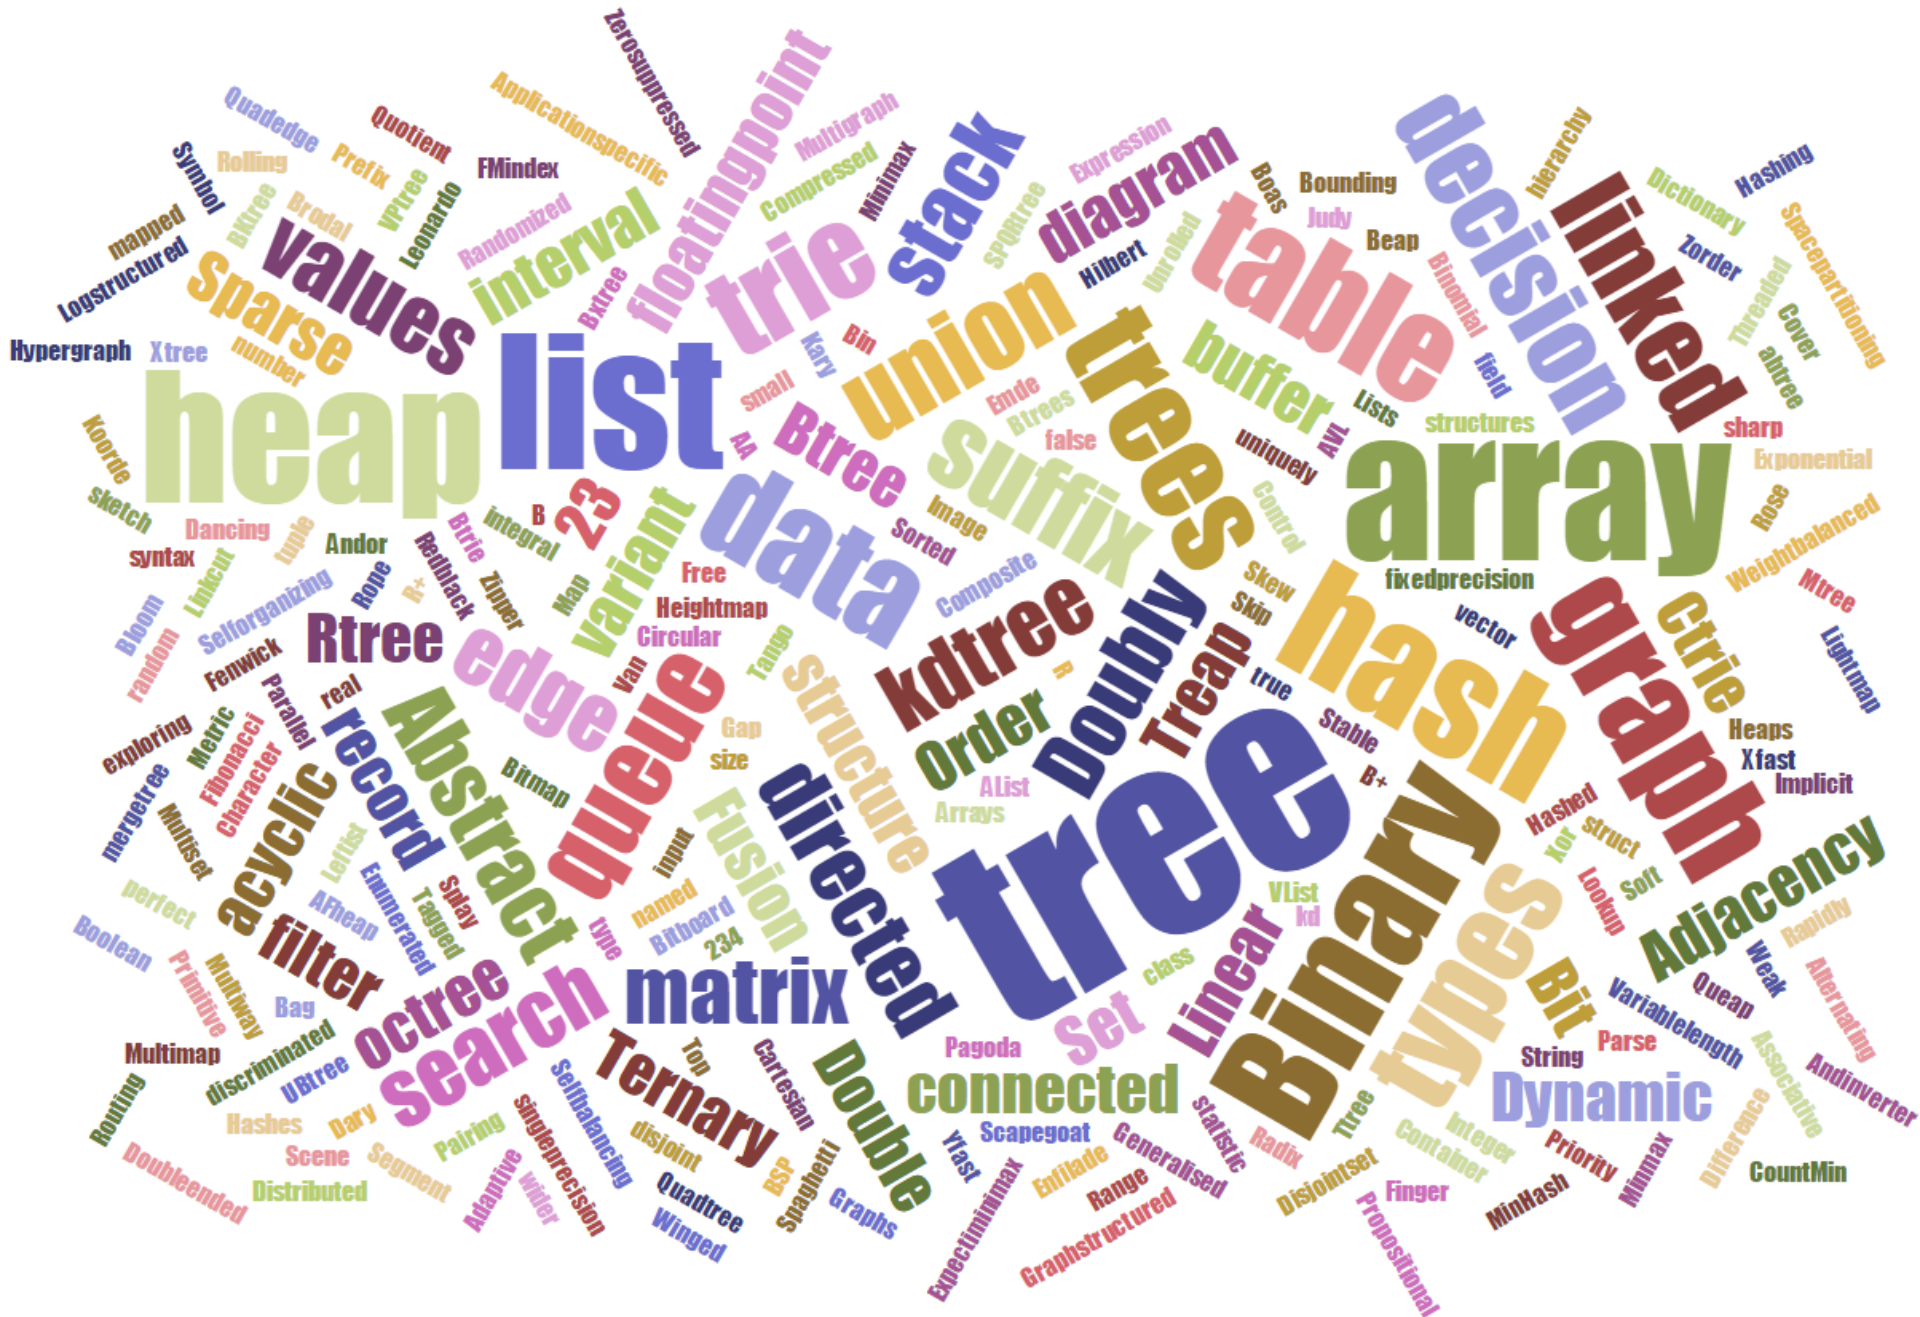 Zerosuppressed
floatingpoint
Applicationspecific
Quadedge
Quotient
Multigraph
Compressed
Minimax
stack
Expression
diagram
decision
hierarchy
Hashing
Symbol
Rolling
Prefix
FMindex
BKtree
Brodal
VPtree
Leonardo
Randomized
interval
Bxtree
trie
SPQRtree
Hilbert
Unrolled
Boas
Bounding
Judy
Beap
table
Binomial
linked
Dictionary
Zorder
Spacepartitioning
Threaded
Cover
abtree
mapped
Logstructured
values
sparse
number
Hypergraph
Xtree
heap
list
Kary
Bin
small
AA
union
Emde
Btrees
false
trees
buffer
Lists
AVL
uniquely
field
structures
sharp
array
Exponential
Rose
Weightbalanced
Koorde
sketch
Dancing
syntax
tuple
Andor
Btrie
Redblack
integral
B
23
variant
Btree
data
Sorted
Image
suffix
Control
Composite
fixedprecision
Linkcut
Bloom
random
Selforganizing
Rope
R+
Zipper
Map
Free
Heightmap
Circular
Tango
kdtree
R
Doubly
Treap
Skew
Skip
hash
vector
graph
Ctrie
Mtree
Lightmap
Fenwick
Rtree
edge
Van
queue
Parallel
real
record
Abstract
Gap
size
structure
Order
AList
Arrays
true
Stable
B+
tree
Heaps
Xfast
Implicit
exploring
Metric
Fibonacci
Character
mergetree
Multiset
acyclic
Bitmap
Leftist
input
Fusion
directed
Binary
Hashed
xor
struct
Lookup
Soft
Adjacency
perfect
Boolean
Primitive
Multiway
filter
AFheap
Enumerated
Tagged
Splay
type
named
Bitboard
234
VList
kd
Linear
class
types
Bit
Variablelength
Queap
Weak
Rapidly
Alternating
Bag
octree
search
matrix
Set
Pagoda
String
Parse
Dynamic
Associative
Andinverter
Multimap
discriminated
UBtree
Routing
Hashes
Dary
Scene
Segment
Pairing
Distributed
Doubleended
Adaptive
wider
singleprecision
Selfbalancing
Ternary
Top
disjoint
Cartesian
Double
BSP
Spaghetti
Quadtree
Winged
Graphs
connected
Yfast
Scapegoat
Expectiminimax
Enfilade
Range
Generalised
Graphstructured
statistic
Radix
Ttree
Disjointset
Container
Integer
Finger
Propositional
Priority
MinHash
Minmax
Difference
CountMin